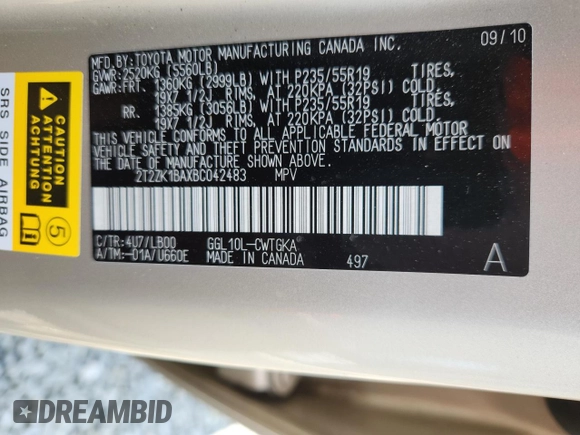 MFD. BY: TOYOTA MOTOR MANUFACTURING CANADA INC. 09/10
GVWR: 2520KG (5560LB)
GAWR: FRT. 1360KG (2999LB) WITH P235/55R19 TIRES,
19X7 1/2J RIMS, AT 220KPA (32PSI) COLD.
RR. 1385KG (3056LB) WITH P235/55R19 TIRES,
19X7 1/2J RIMS, AT 220KPA (32PSI) COLD.
THIS VEHICLE CONFORMS TO ALL APPLICABLE FEDERAL MOTOR
VEHICLE SAFETY AND THEFT PREVENTION STANDARDS IN EFFECT ON
THE DATE OF MANUFACTURE SHOWN ABOVE.
2T2ZK1BAXBC042483 MPV
C/TR: 4U7/LB00 GGL10L-CWTGKA
A/TM: -01A/U660E MADE IN CANADA 497 A
SRS SIDE AIRBAG
CAUTION
ATTENTION
ACHTUNG
5
DREAMBID